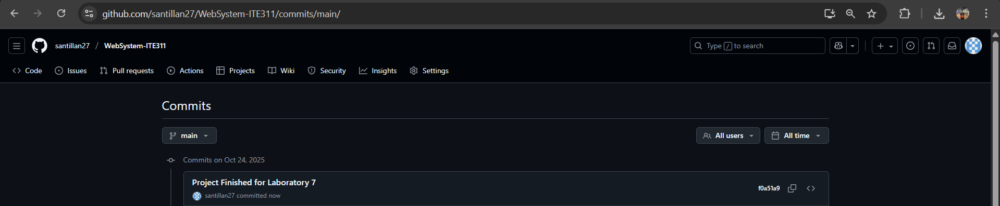 github.com/santillan27/WebSystem-ITE311/commits/main/
santillan27 / WebSystem-ITE311
Type / to search
Code Issues Pull requests Actions Projects Wiki Security Insights Settings
Commits
main All users All time
Commits on Oct 24, 2025
Project Finished for Laboratory 7
f0a51a9
santillan27 committed now